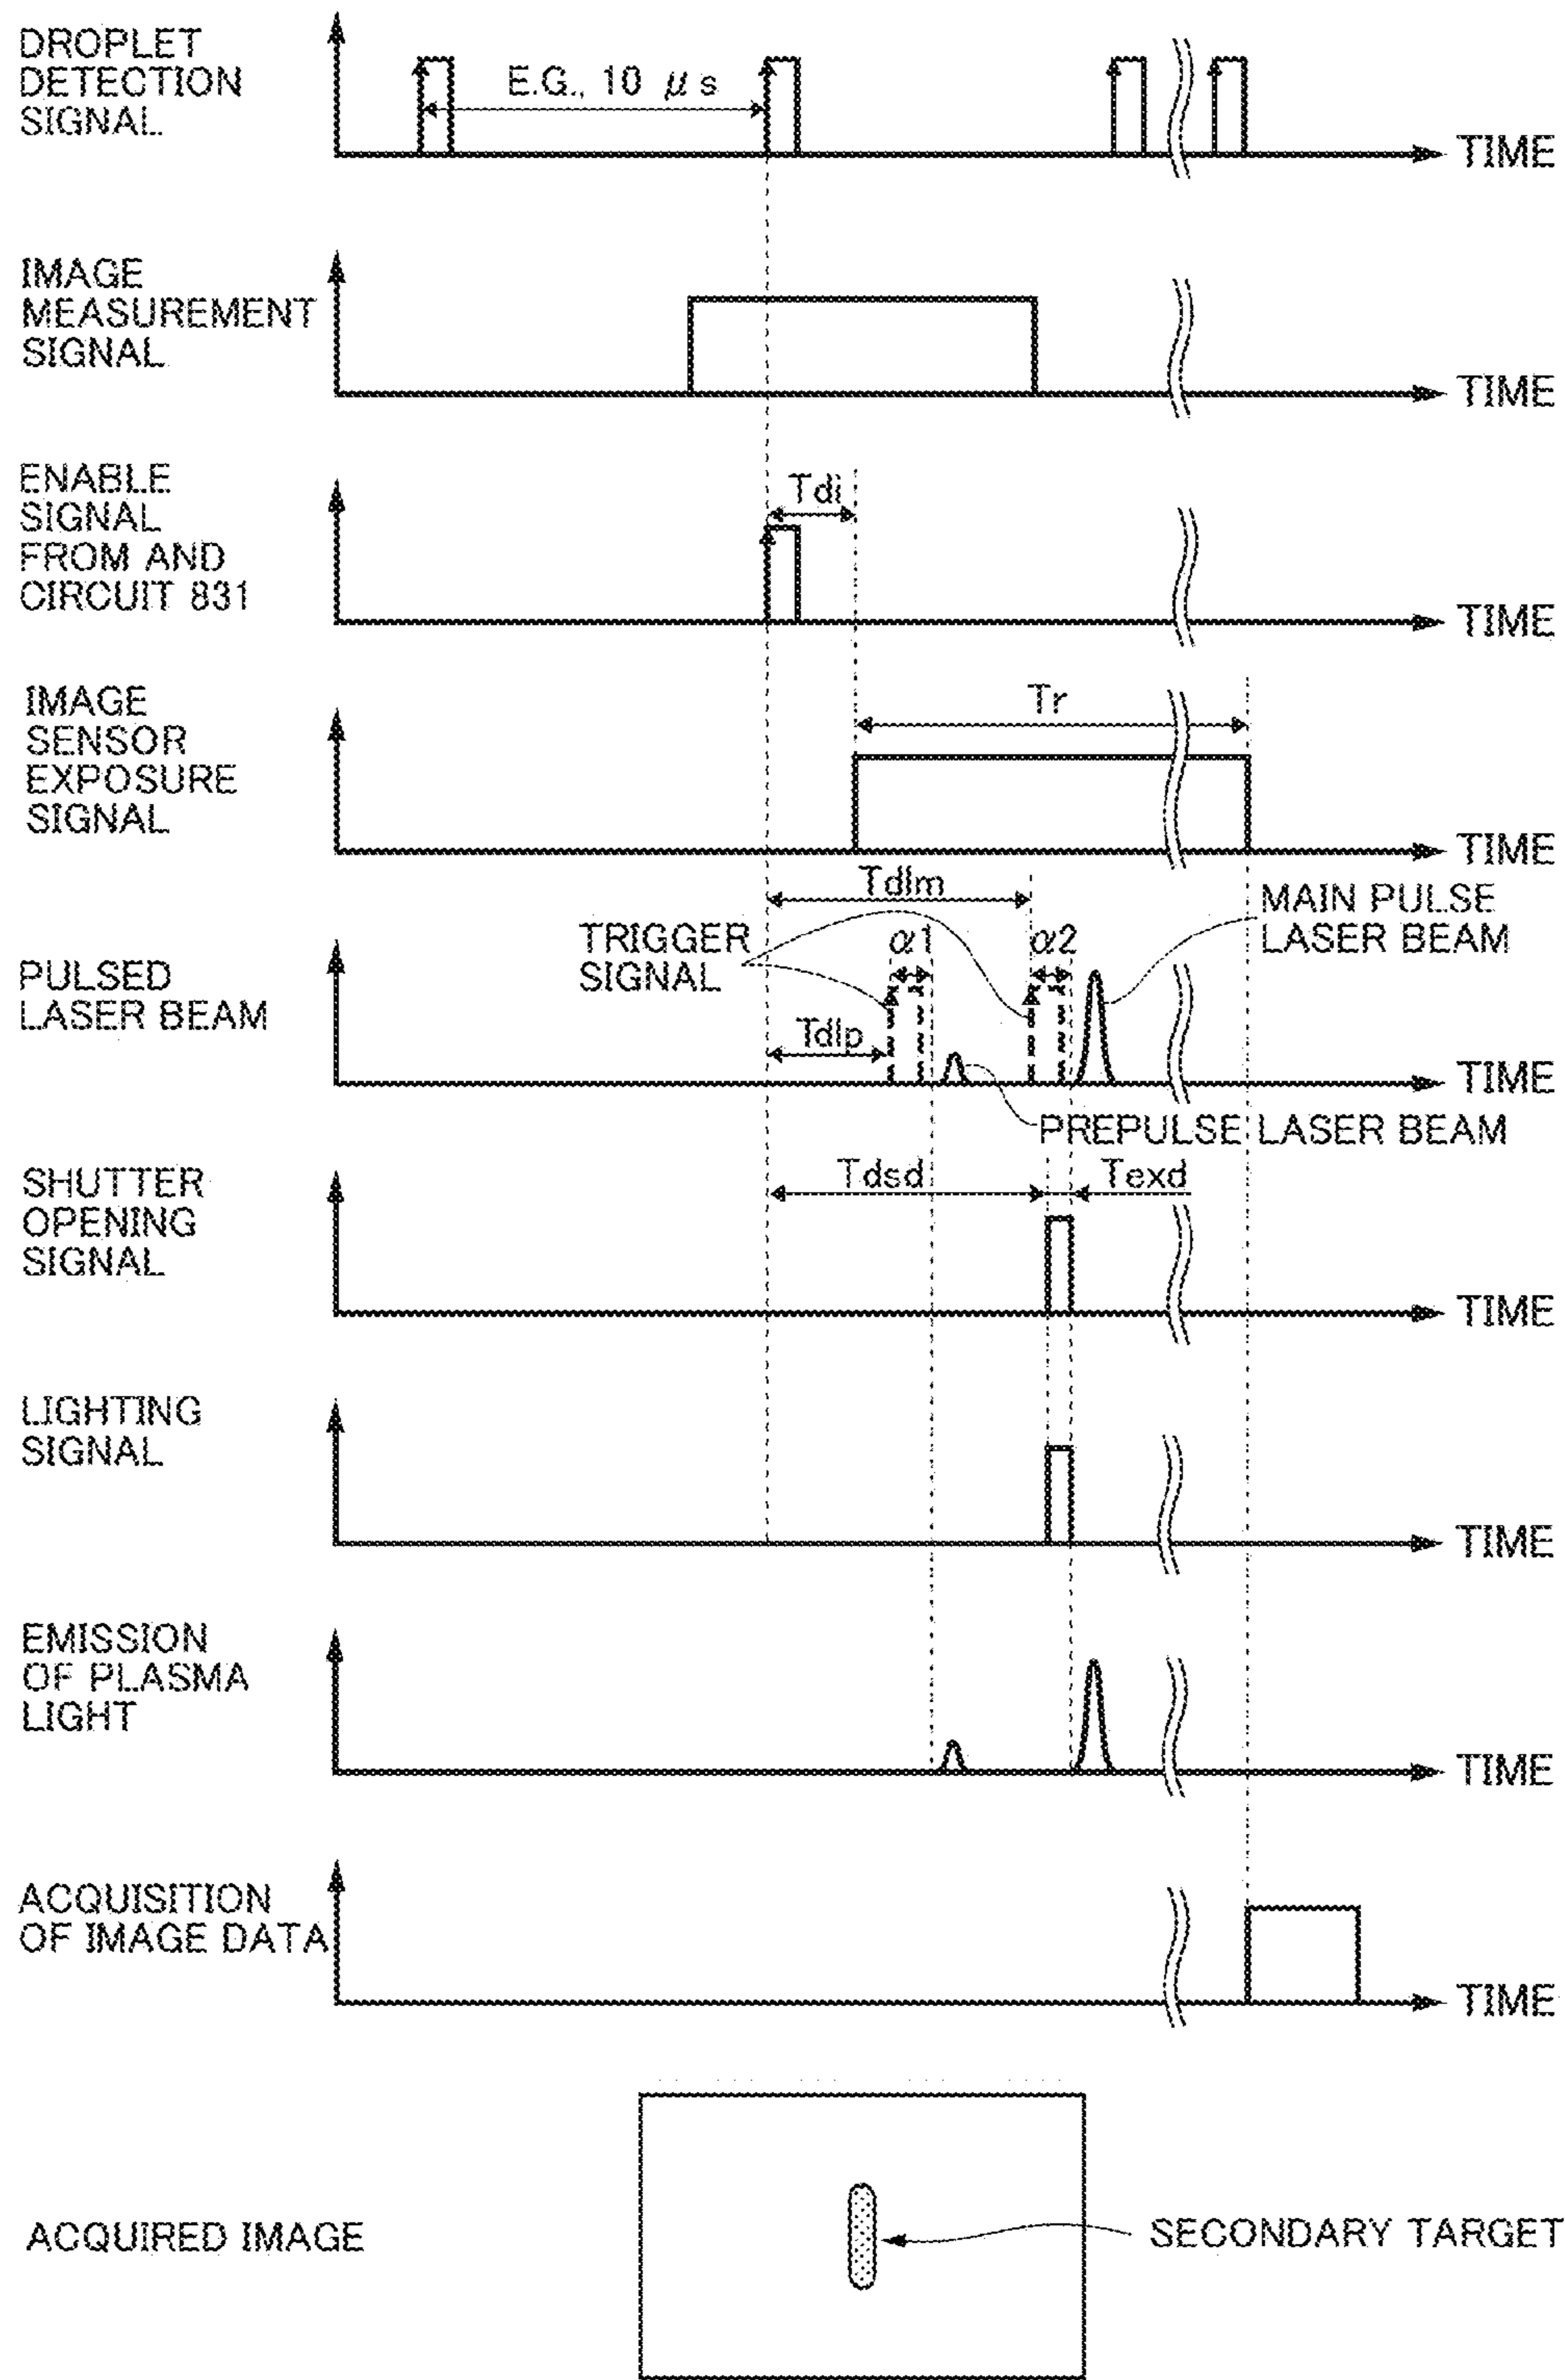 DROPLET
DETECTION
SIGNAL
E.G., 10 μs
TIME
IMAGE
MEASUREMENT
SIGNAL
TIME
ENABLE
SIGNAL
FROM AND
CIRCUIT 831
Tdi
TIME
IMAGE
SENSOR
EXPOSURE
SIGNAL
Tr
TIME
PULSED
LASER BEAM
Tdlm
TRIGGER
SIGNAL
α1
α2
MAIN PULSE
LASER BEAM
Tdlp
TIME
PREPULSE LASER BEAM
SHUTTER
OPENING
SIGNAL
Tdsd
Texd
TIME
LIGHTING
SIGNAL
TIME
EMISSION
OF PLASMA
LIGHT
TIME
ACQUISITION
OF IMAGE DATA
TIME
ACQUIRED IMAGE
SECONDARY TARGET